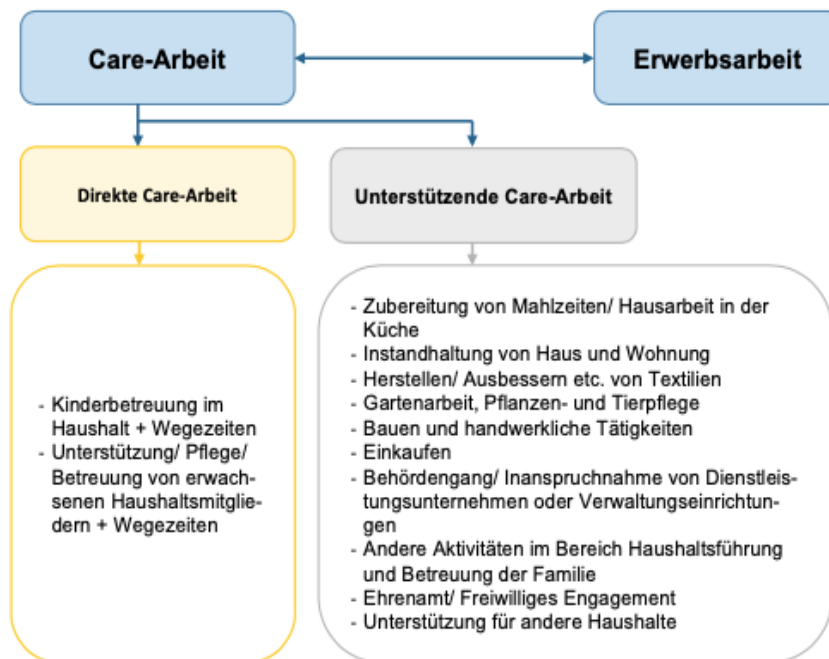 Care-Arbeit
Erwerbsarbeit
Direkte Care-Arbeit
Unterstützende Care-Arbeit
- Kinderbetreuung im
Haushalt + Wegezeiten
- Unterstützung/ Pflege/
Betreuung von erwach-
senen Haushaltsmitglie-
dern + Wegezeiten
- Zubereitung von Mahlzeiten/ Hausarbeit in der
Küche
- Instandhaltung von Haus und Wohnung
- Herstellen/ Ausbessern etc. von Textilien
- Gartenarbeit, Pflanzen- und Tierpflege
- Bauen und handwerkliche Tätigkeiten
- Einkaufen
- Behördengang/ Inanspruchnahme von Dienstleis-
tungsunternehmen oder Verwaltungseinrichtun-
gen
- Andere Aktivitäten im Bereich Haushaltsführung
und Betreuung der Familie
- Ehrenamt/ Freiwilliges Engagement
- Unterstützung für andere Haushalte